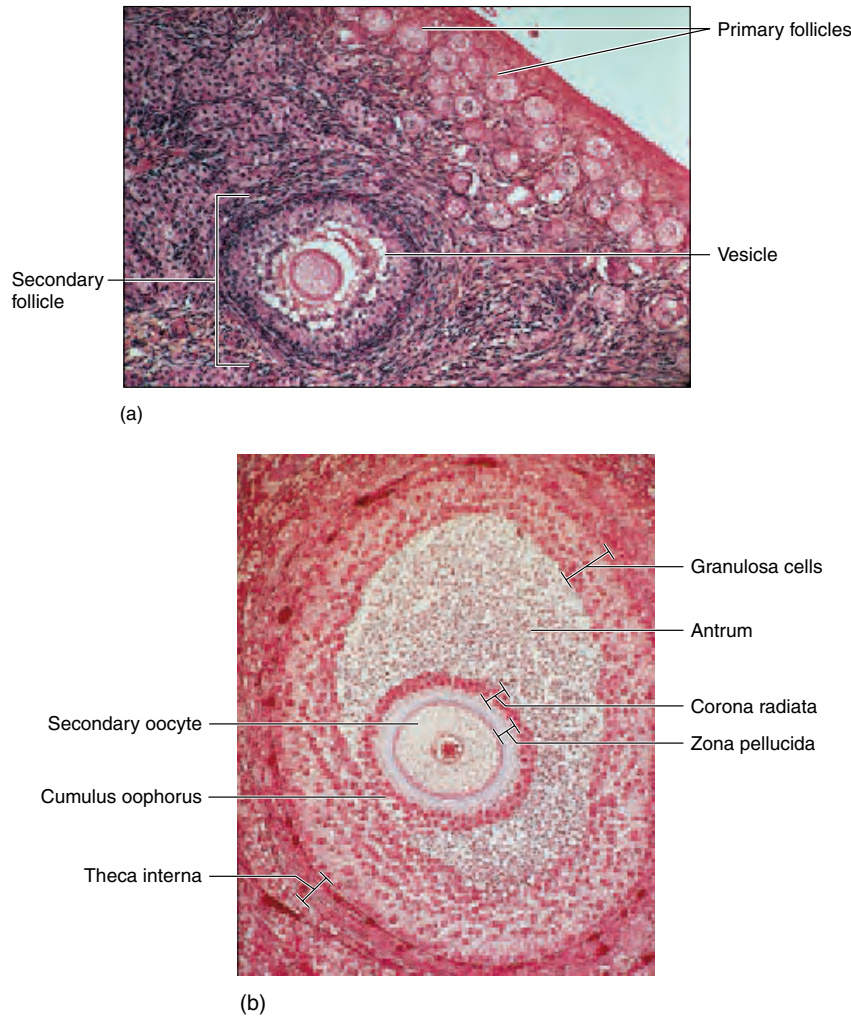 Primary follicles
Vesicle
Secondary
follicle
(a)
Granulosa cells
Antrum
Corona radiata
Zona pellucida
Secondary oocyte
Cumulus oophorus
Theca interna
(b)